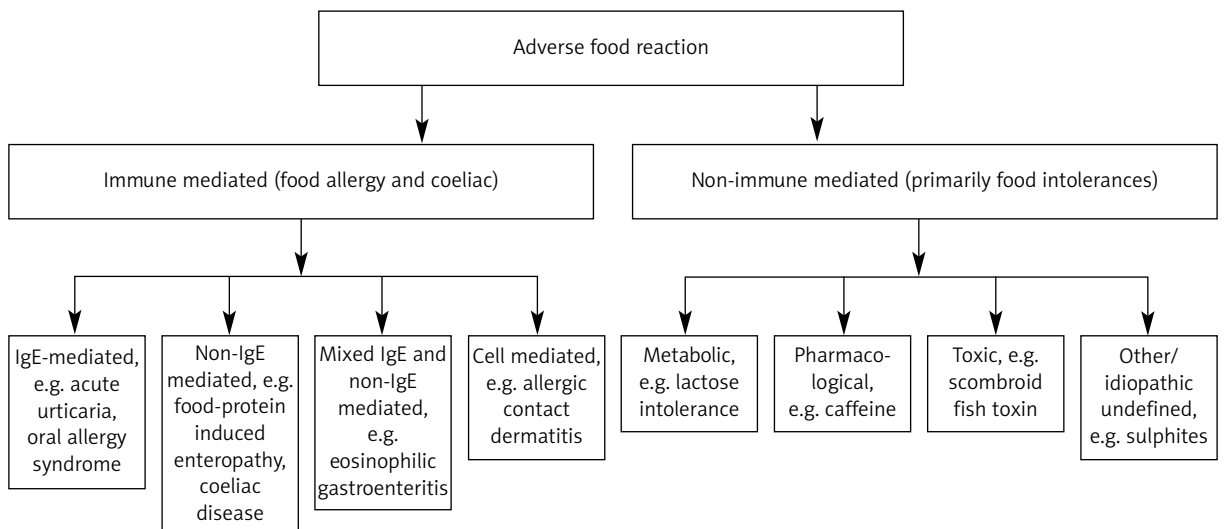 Adverse food reaction
Immune mediated (food allergy and coeliac)
Non-immune mediated (primarily food intolerances)
IgE-mediated,
e.g. acute
urticaria,
oral allergy
syndrome
Non-IgE
mediated, e.g.
food-protein
induced
enteropathy,
coeliac
disease
Mixed IgE and
non-IgE
mediated,
e.g.
eosinophilic
gastroenteritis
Cell mediated,
e.g. allergic
contact
dermatitis
Metabolic,
e.g. lactose
intolerance
Pharmaco-
logical,
e.g. caffeine
Toxic, e.g.
scombroid
fish toxin
Other/
idiopathic
undefined,
e.g. sulphites